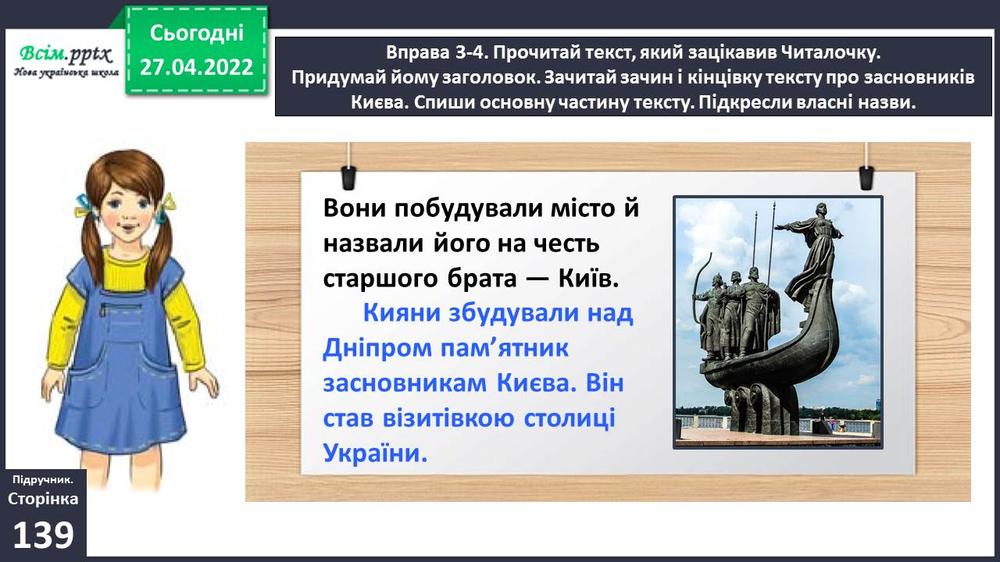 Сьогодні
27.04.2022
Всім.pptx
Нова українська школа
Вправа 3-4. Прочитай текст, який зацікавив Читалочку.
Придумай йому заголовок. Зачитай зачин і кінцівку тексту про засновників
Києва. Спиши основну частину тексту. Підкресли власні назви.
Вони побудували місто й
назвали його на честь
старшого брата — Київ.
Кияни збудували над
Дніпром пам’ятник
засновникам Києва. Він
став візитівкою столиці
України.
Підручник.
Сторінка
139